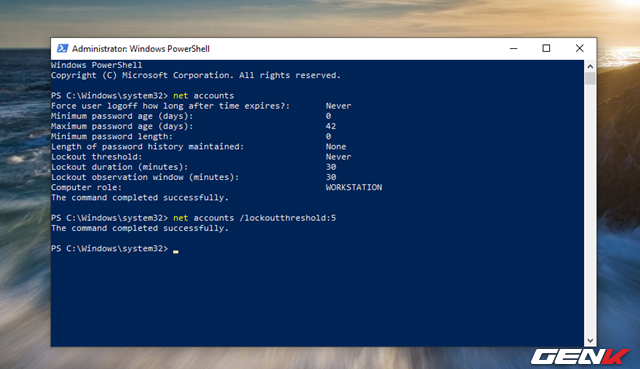 Administrator: Windows PowerShell
Windows PowerShell
Copyright (C) Microsoft Corporation. All rights reserved.
PS C:\Windows\system32> net accounts
Force user logoff how long after time expires?: Never
Minimum password age (days): 0
Maximum password age (days): 42
Minimum password length: 0
Length of password history maintained: None
Lockout threshold: Never
Lockout duration (minutes): 30
Lockout observation window (minutes): 30
Computer role: WORKSTATION
The command completed successfully.
PS C:\Windows\system32> net accounts /lockoutthreshold:5
The command completed successfully.
PS C:\Windows\system32>
GENK